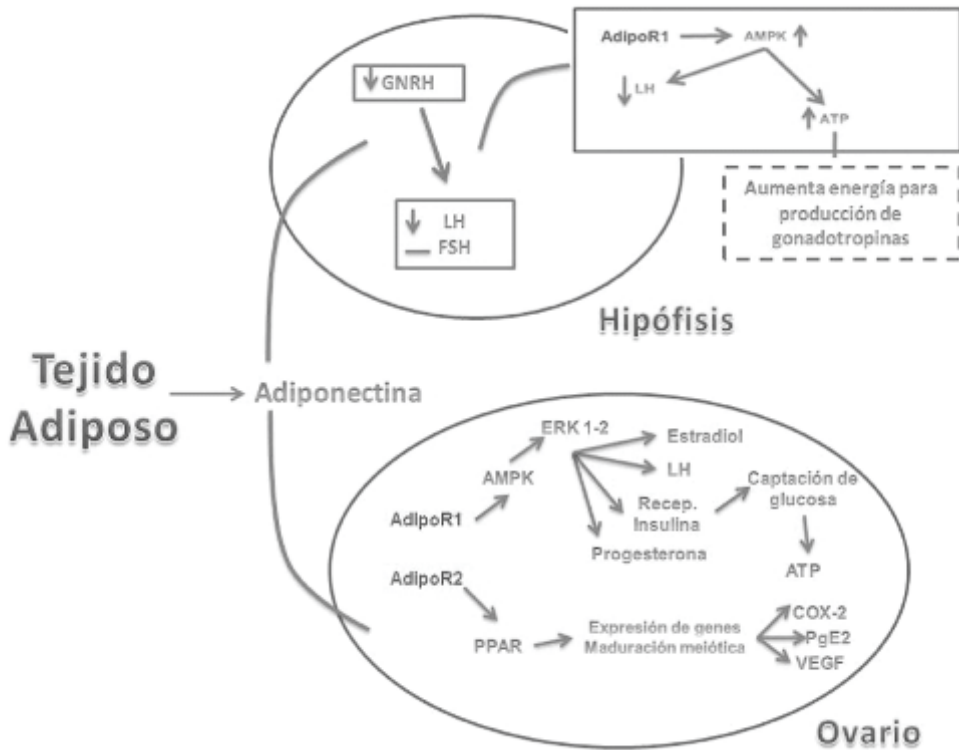 AdipoR1
AMPK
LH
ATP
Aumenta energía para
producción de
gonadotropinas
GNRH
LH
FSH
Hipófisis
Tejido
Adiposo
Adiponectina
ERK 1-2
Estradiol
AMPK
LH
AdipoR1
Recep.
Insulina
Captación de
glucosa
Progesterona
ATP
AdipoR2
PPAR
Expresión de genes
Maduración meiótica
COX-2
PgE2
VEGF
Ovario